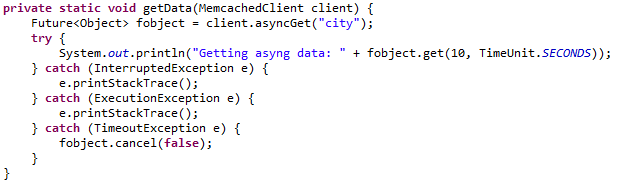 private static void getData(MemcachedClient client) {
    Future<Object> fobject = client.asyncGet("city");
    try {
        System.out.println("Getting asyng data: " + fobject.get(10, TimeUnit.SECONDS));
    } catch (InterruptedException e) {
        e.printStackTrace();
    } catch (ExecutionException e) {
        e.printStackTrace();
    } catch (TimeoutException e) {
        fobject.cancel(false);
    }
}